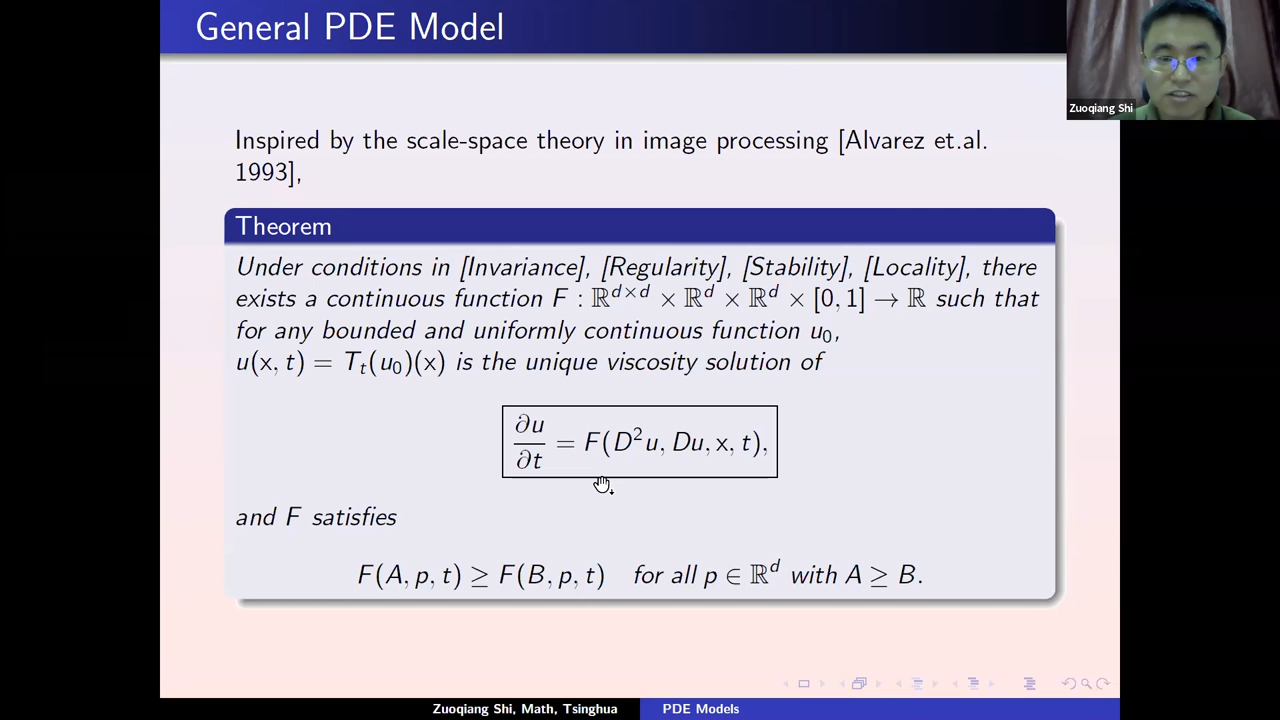 General PDE Model
Zuoqiang Shi
Inspired by the scale-space theory in image processing [Alvarez et.al.
1993],
Theorem
Under conditions in [Invariance], [Regularity], [Stability], [Locality], there
exists a continuous function F : ℝ^{d×d} × ℝ^d × ℝ^d × [0, 1] → ℝ such that
for any bounded and uniformly continuous function u₀,
u(x, t) = T_t(u₀)(x) is the unique viscosity solution of
∂u/∂t = F(D²u, Du, x, t),
and F satisfies
F(A, p, t) ≥ F(B, p, t) for all p ∈ ℝ^d with A ≥ B.
Zuoqiang Shi, Math, Tsinghua PDE Models